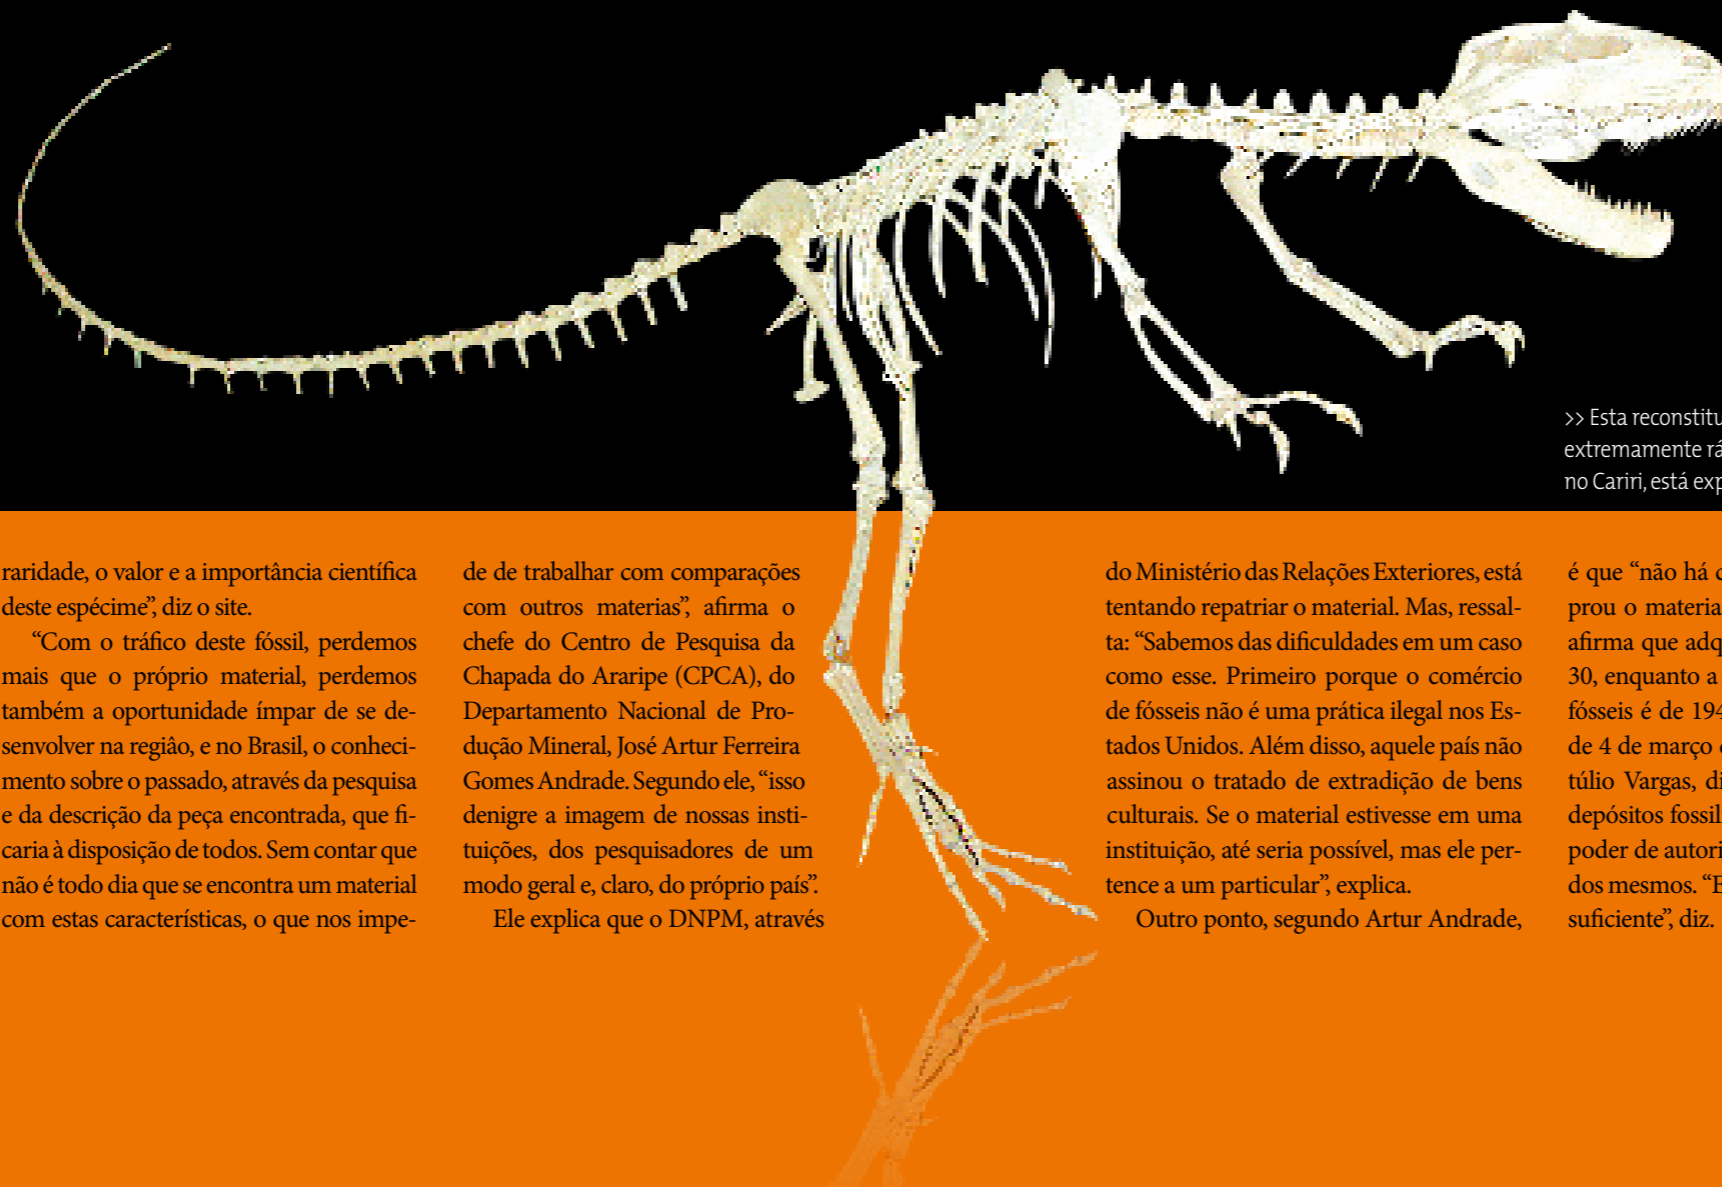 >> Esta reconstitu
extremamente rá
no Cariri, está exp
raridade, o valor e a importância científica
deste espécime”, diz o site.
“Com o tráfico deste fóssil, perdemos
mais que o próprio material, perdemos
também a oportunidade ímpar de se de-
senvolver na regiâo, e no Brasil, o conheci-
mento sobre o passado, através da pesquisa
e da descrição da peça encontrada, que fi-
caria à disposição de todos. Sem contar que
não é todo dia que se encontra um material
com estas características, o que nos impe-
de de trabalhar com comparações
com outros materias”, afirma o
chefe do Centro de Pesquisa da
Chapada do Araripe (CPCA), do
Departamento Nacional de Pro-
dução Mineral, José Artur Ferreira
Gomes Andrade. Segundo ele, “isso
denigre a imagem de nossas insti-
tuições, dos pesquisadores de um
modo geral e, claro, do próprio país”.
Ele explica que o DNPM, através
do Ministério das Relações Exteriores, está
tentando repatriar o material. Mas, ressal-
ta: “Sabemos das dificuldades em um caso
como esse. Primeiro porque o comércio
de fósseis não é uma prática ilegal nos Es-
tados Unidos. Além disso, aquele país não
assinou o tratado de extradição de bens
culturais. Se o material estivesse em uma
instituição, até seria possível, mas ele per-
tence a um particular”, explica.
Outro ponto, segundo Artur Andrade,
é que “não há c
prou o materia
afirma que adq
30, enquanto a
fósseis é de 194
de 4 de março
túlio Vargas, di
depósitos fossil
poder de autori
dos mesmos. “E
suficiente”, diz.